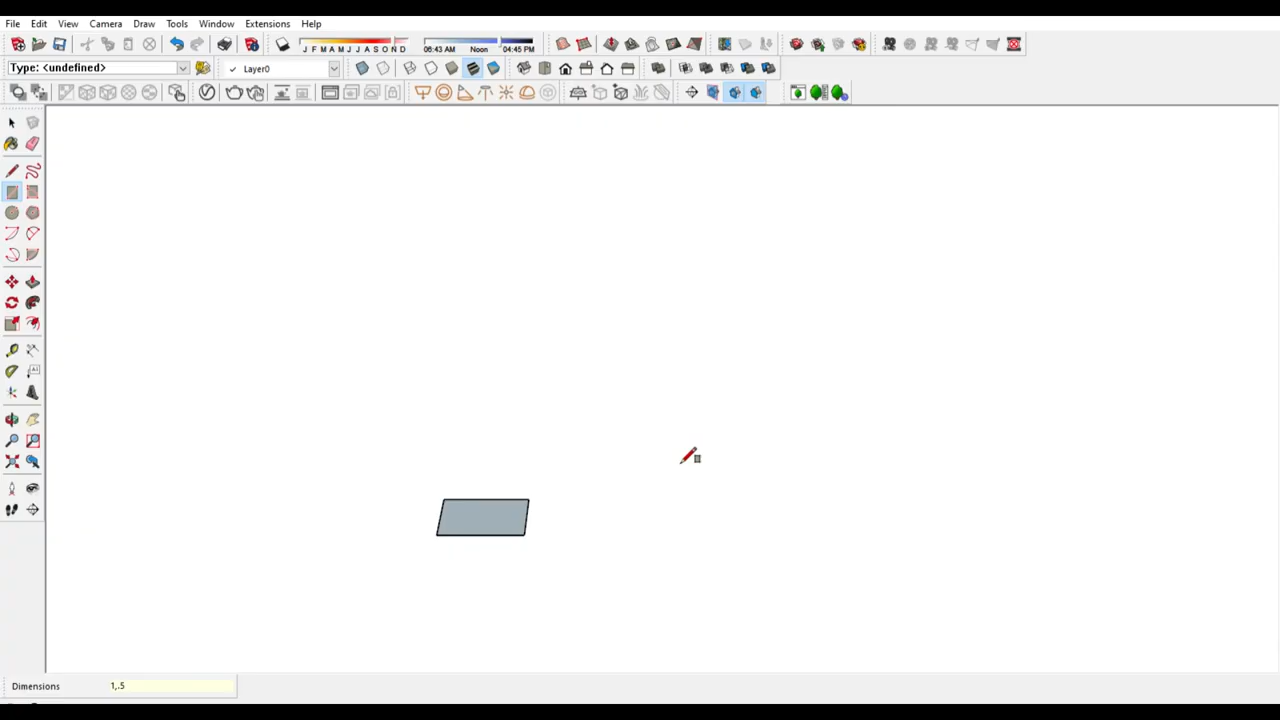 File Edit View Camera Draw Tools Window Extensions Help
J F M A M J J A S O N D 06:43 AM Noon 04:45 PM
Type: <undefined> ✓ Layer0
Dimensions 1,.5